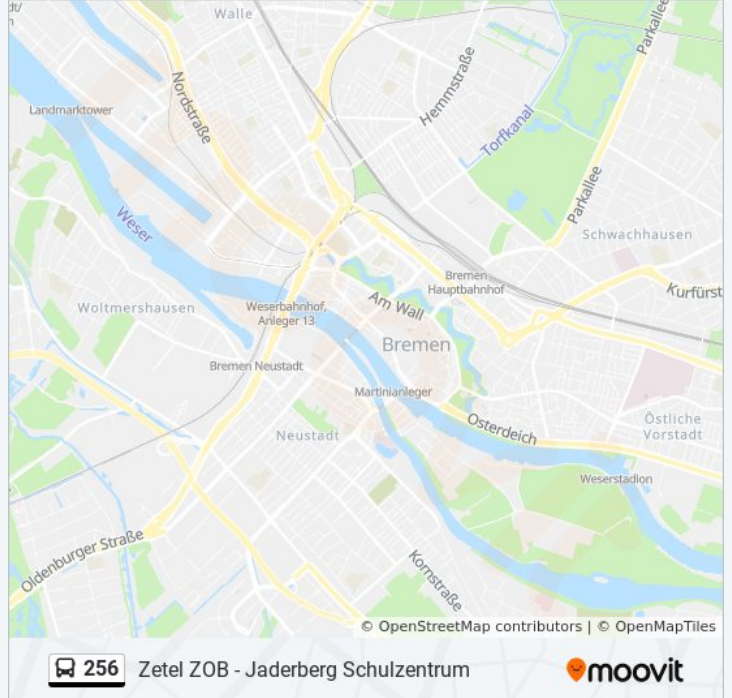 dt/
Walle
Parkallee
Hemmstraße
Nordstraße
Landmarktower
Torfkanal
Parkallee
Weser
Schwachhausen
Bremen
Hauptbahnhof
Kurfürst
Woltmershausen
Weserbahnhof,
Anleger 13
Am Wall
Bremen
Bremen Neustadt
Martinianleger
Osterdeich
Östliche
Vorstadt
Neustadt
Weserstadion
Oldenburger Straße
Kornstraße
© OpenStreetMap contributors | © OpenMapTiles
256 Zetel ZOB - Jaderberg Schulzentrum
moovit